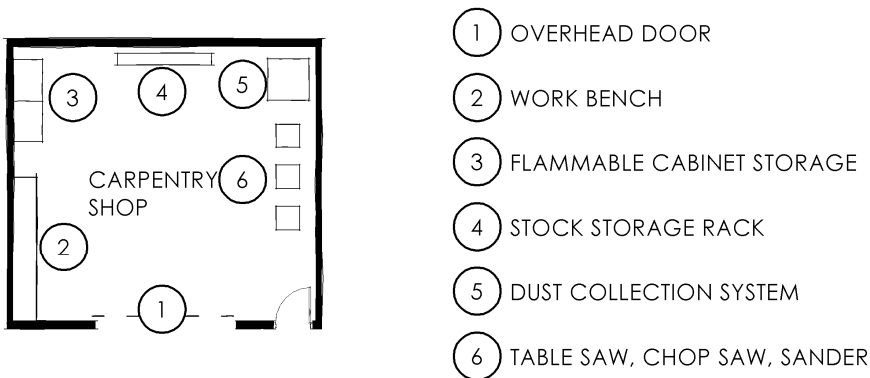 3
4
5
CARPENTRY
SHOP
6
2
1
1 OVERHEAD DOOR
2 WORK BENCH
3 FLAMMABLE CABINET STORAGE
4 STOCK STORAGE RACK
5 DUST COLLECTION SYSTEM
6 TABLE SAW, CHOP SAW, SANDER